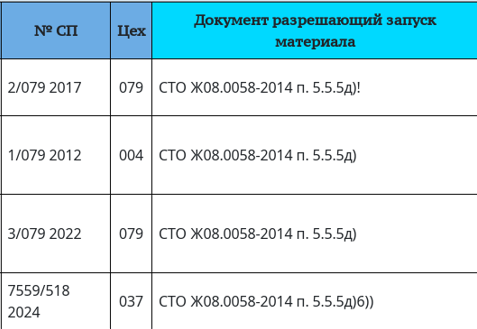 № СП Цех Документ разрешающий запуск
материала
2/079 2017 079 СТО Ж08.0058-2014 п. 5.5.5д)!
1/079 2012 004 СТО Ж08.0058-2014 п. 5.5.5д)
3/079 2022 079 СТО Ж08.0058-2014 п. 5.5.5д)
7559/518
2024 037 СТО Ж08.0058-2014 п. 5.5.5д)6))